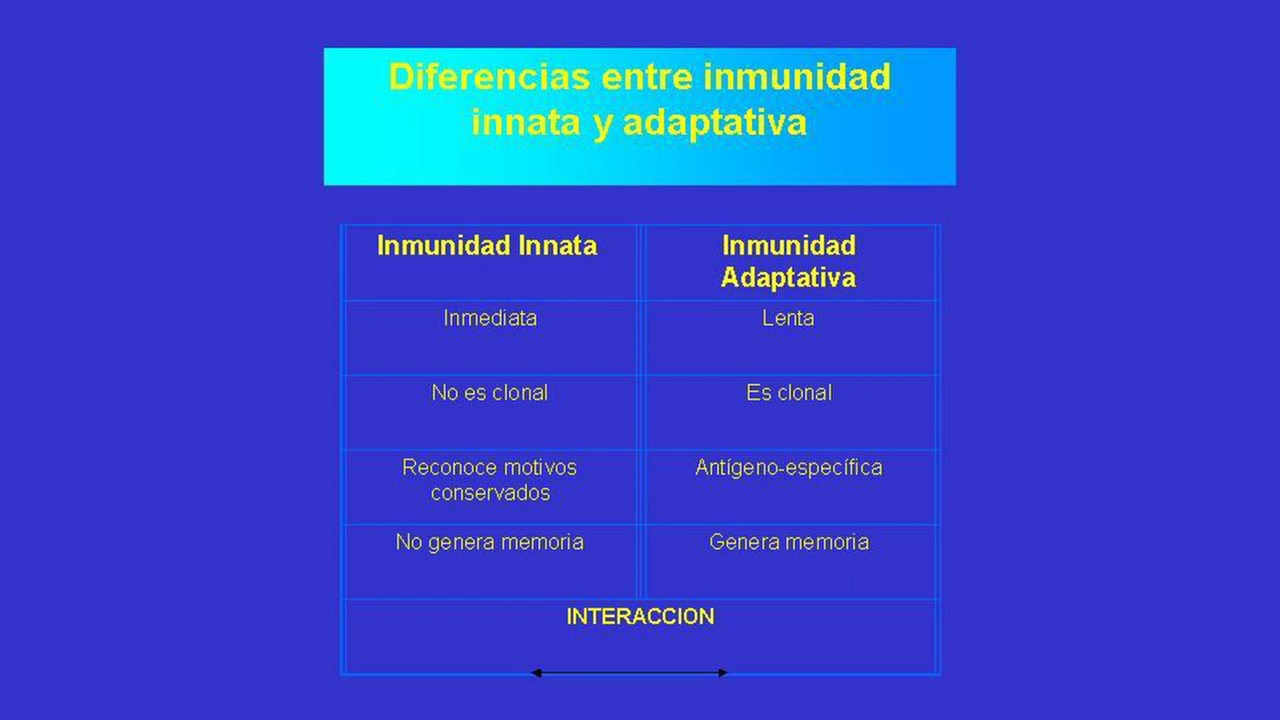 Diferencias entre inmunidad
innata y adaptativa
Inmunidad Innata
Inmunidad
Adaptativa
Inmediata
Lenta
No es clonal
Es clonal
Reconoce motivos
conservados
Antígeno-específica
No genera memoria
Genera memoria
INTERACCION